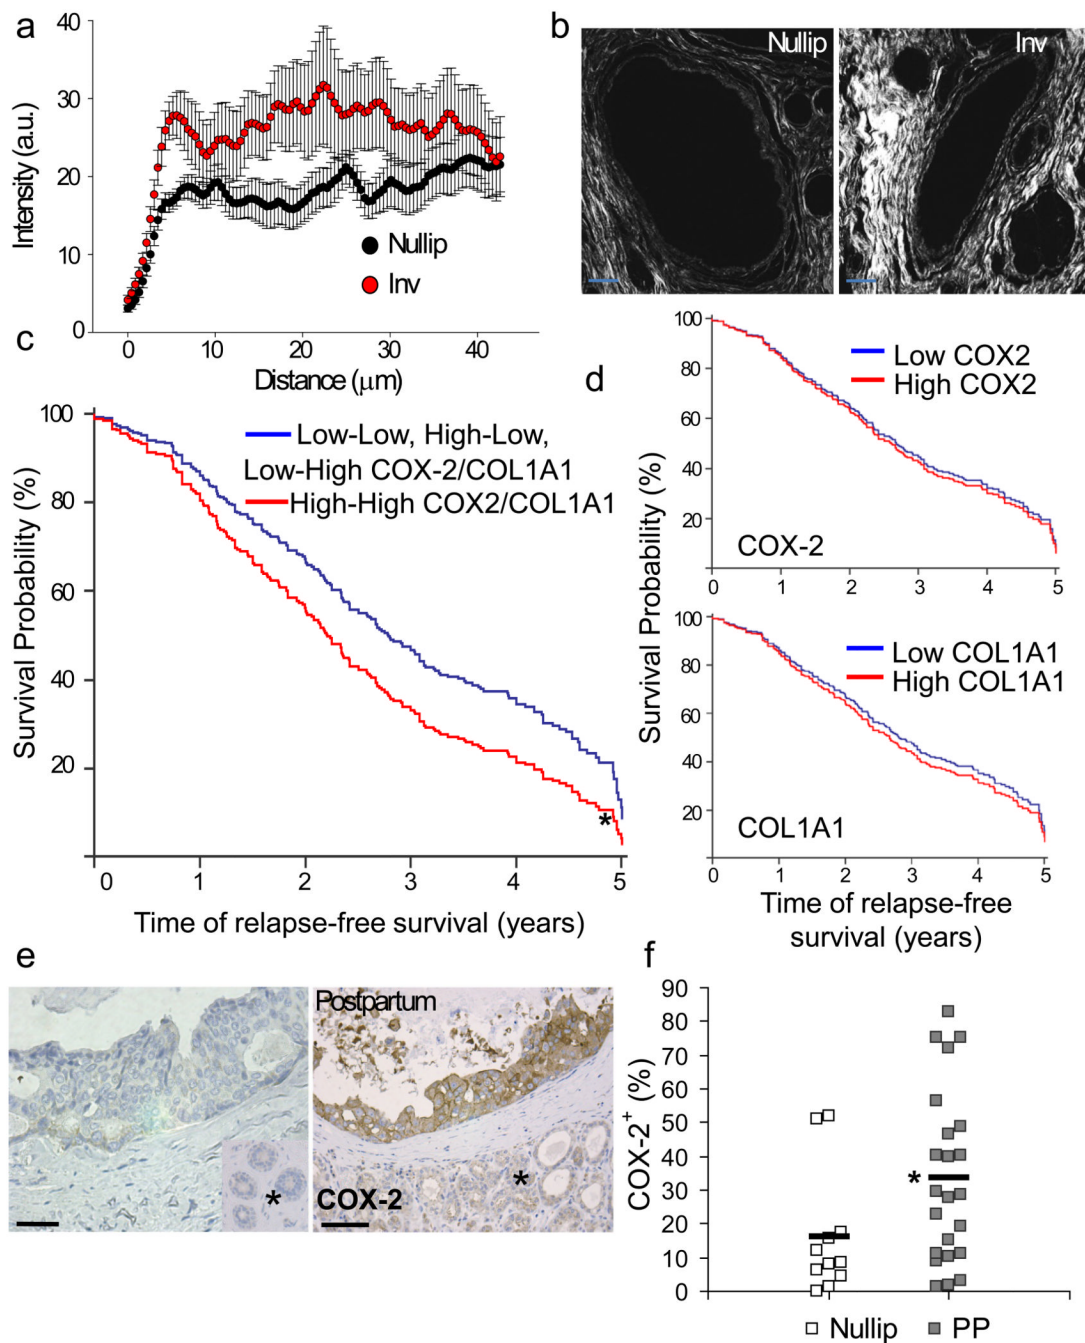 a
40
30
20
10
0
Intensity (a.u.)
Nullip
Inv
0 10 20 30 40
Distance (μm)
b
Nullip
Inv
c
100
80
60
40
20
Survival Probability (%)
Low-Low, High-Low,
Low-High COX-2/COL1A1
High-High COX2/COL1A1
*
0 1 2 3 4 5
Time of relapse-free survival (years)
d
100
80
60
40
20
Low COX2
High COX2
COX-2
0 1 2 3 4 5
Survival Probability (%)
100
80
60
40
20
Low COL1A1
High COL1A1
COL1A1
0 1 2 3 4 5
Time of relapse-free
survival (years)
e
*
Postpartum
*
COX-2
f
90
80
70
60
50
40
30
20
10
0
COX-2+ (%)
*
Nullip PP